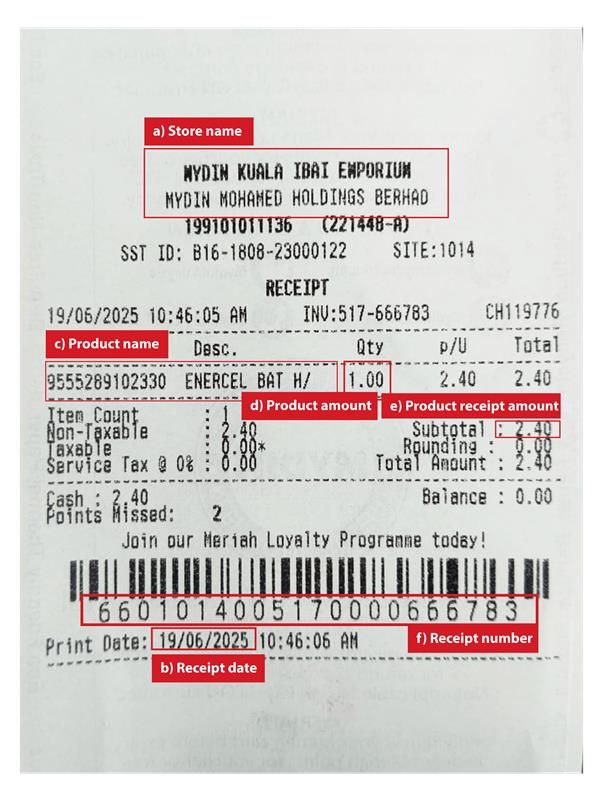 a) Store name
MYDIN KUALA IBAI EMPORIUM
MYDIN MOHAMED HOLDINGS BERHAD
199101011136 (221448-A)
SST ID: B16-1808-23000122 SITE:1014
RECEIPT
19/06/2025 10:46:05 AM INV:517-666783 CH119776
c) Product name Desc. Qty p/U Total
9555289102330 ENERCEL BAT H/ 1.00 2.40 2.40
d) Product amount e) Product receipt amount
Item Count : 1
Non-Taxable : 2.40 Subtotal : 2.40
Taxable : 0.00* Rounding : 0.00
Service Tax @ 0% : 0.00 Total Amount : 2.40
Cash : 2.40 Balance : 0.00
Points Missed: 2
Join our Meriah Loyalty Programme today!
6601014005170000666783
Print Date: 19/06/2025 10:46:06 AM f) Receipt number
b) Receipt date